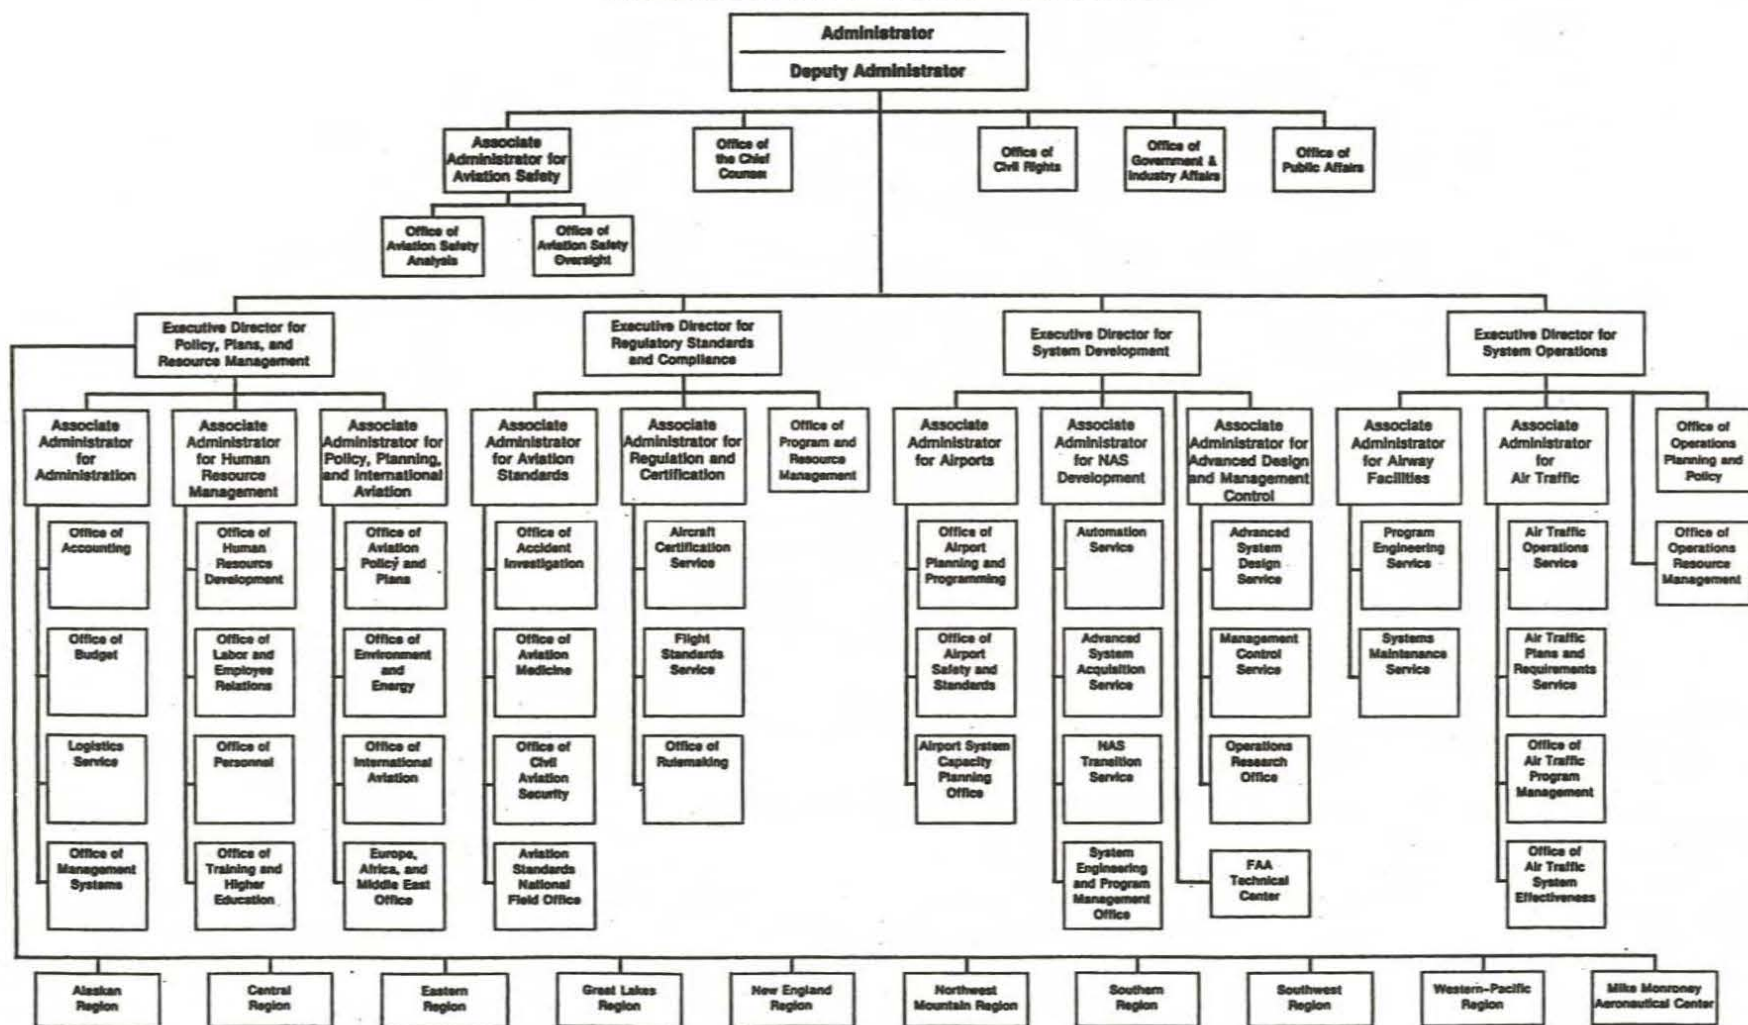 Administrator
Deputy Administrator
Associate
Administrator for
Aviation Safety
Office of
the Chief
Counsel
Office of
Civil Rights
Office of
Government &
Industry Affairs
Office of
Public Affairs
Office of
Aviation Safety
Analysis
Office of
Aviation Safety
Oversight
Executive Director for
Policy, Plans, and
Resource Management
Executive Director for
Regulatory Standards
and Compliance
Executive Director for
System Development
Executive Director for
System Operations
Associate
Administrator
for
Administration
Associate
Administrator
for Human
Resource
Management
Associate
Administrator for
Policy, Planning,
and International
Aviation
Associate
Administrator
for Aviation
Standards
Associate
Administrator for
Regulation and
Certification
Office of
Program and
Resource
Management
Associate
Administrator
for Airports
Associate
Administrator
for NAS
Development
Associate
Administrator for
Advanced Design
and Management
Control
Associate
Administrator
for Airway
Facilities
Associate
Administrator
for
Air Traffic
Office of
Operations
Planning and
Policy
Office of
Accounting
Office of
Human
Resource
Development
Office of
Aviation
Policy and
Plans
Office of
Accident
Investigation
Aircraft
Certification
Service
Office of
Airport
Planning and
Programming
Automation
Service
Advanced
System
Design
Service
Program
Engineering
Service
Air Traffic
Operations
Service
Office of
Operations
Resource
Management
Office of
Budget
Office of
Labor and
Employee
Relations
Office of
Environment
and
Energy
Office of
Aviation
Medicine
Flight
Standards
Service
Office of
Airport
Safety and
Standards
Advanced
System
Acquisition
Service
Management
Control
Service
Systems
Maintenance
Service
Air Traffic
Plans and
Requirements
Service
Logistics
Service
Office of
Personnel
Office of
International
Aviation
Office of
Civil
Aviation
Security
Office of
Rulemaking
Airport System
Capacity
Planning
Office
NAS
Transition
Service
Operations
Research
Office
Office of
Air Traffic
Program
Management
Office of
Management
Systems
Office of
Training and
Higher
Education
Europe,
Africa, and
Middle East
Office
Aviation
Standards
National
Field Office
System
Engineering
and Program
Management
Office
FAA
Technical
Center
Office of
Air Traffic
System
Effectiveness
Alaskan
Region
Central
Region
Eastern
Region
Great Lakes
Region
New England
Region
Northwest
Mountain Region
Southern
Region
Southwest
Region
Western-Pacific
Region
Mike Monroney
Aeronautical Center